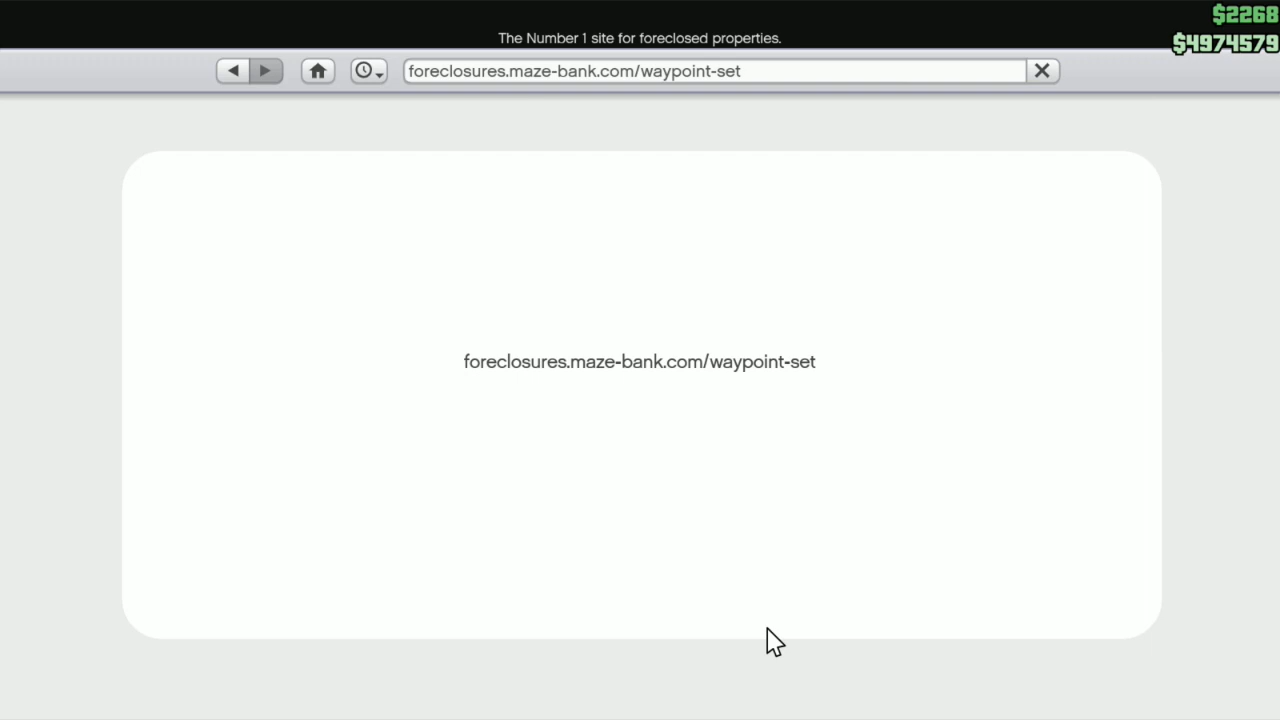 $2268
The Number 1 site for foreclosed properties.
$4974579
foreclosures.maze-bank.com/waypoint-set
foreclosures.maze-bank.com/waypoint-set